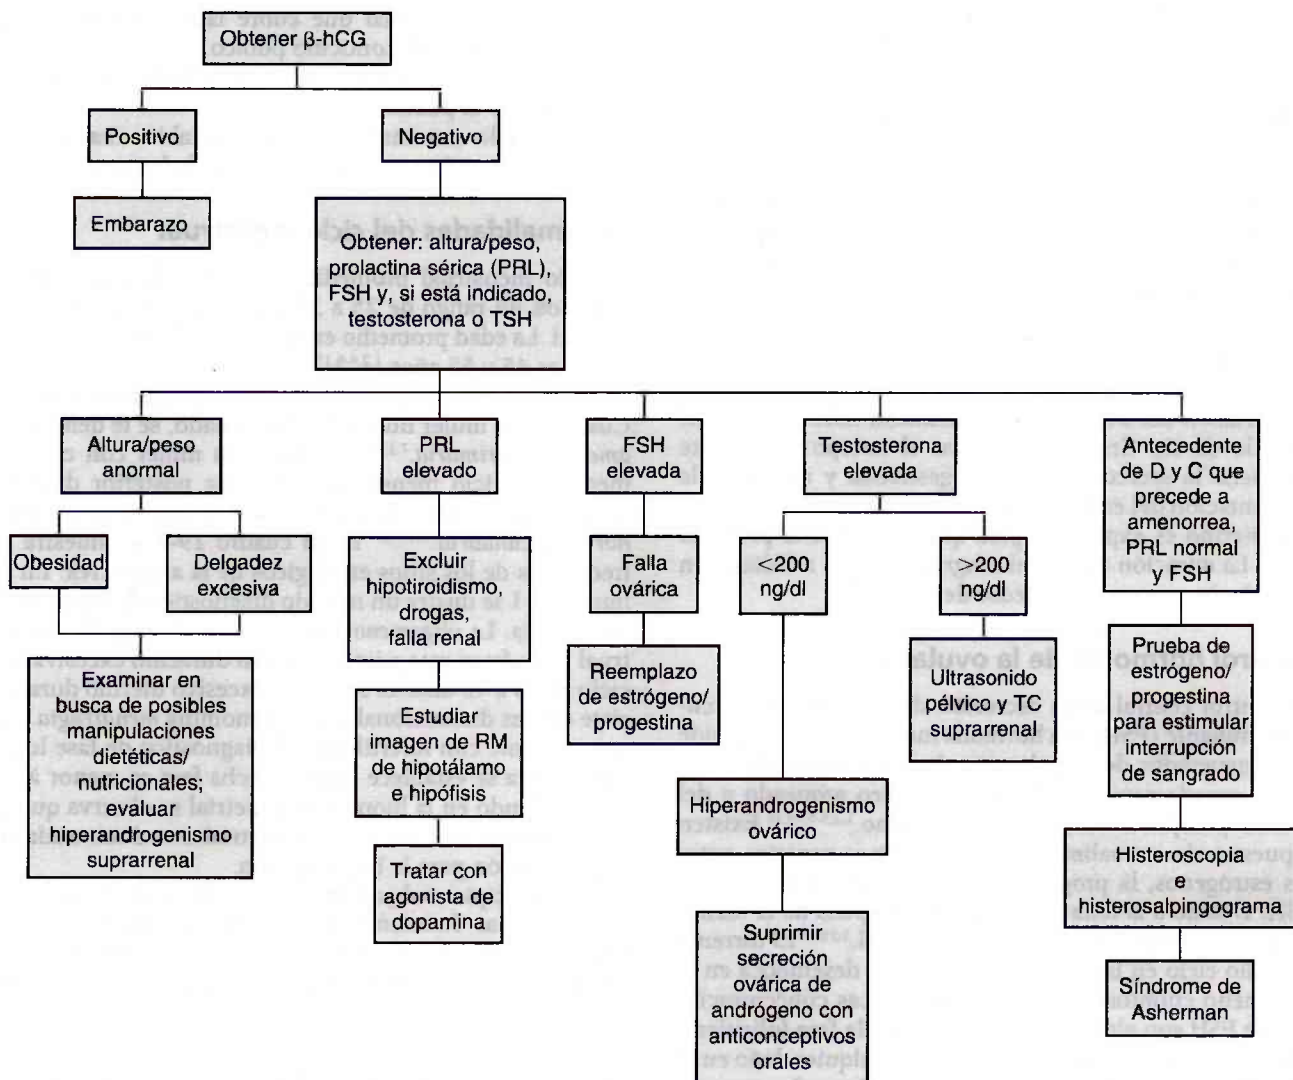 Obtener β-hCG
Positivo
Negativo
Embarazo
Obtener: altura/peso,
prolactina sérica (PRL),
FSH y, si está indicado,
testosterona o TSH
Altura/peso
anormal
PRL
elevado
FSH
elevada
Testosterona
elevada
Antecedente
de D y C que
precede a
amenorrea,
PRL normal
y FSH
Obesidad
Delgadez
excesiva
Excluir
hipotiroidismo,
drogas,
falla renal
Falla
ovárica
<200
ng/dl
>200
ng/dl
Examinar en
busca de posibles
manipulaciones
dietéticas/
nutricionales;
evaluar
hiperandrogenismo
suprarrenal
Estudiar
imagen de RM
de hipotálamo
e hipófisis
Tratar con
agonista de
dopamina
Reemplazo
de estrógeno/
progestina
Hiperandrogenismo
ovárico
Suprimir
secreción
ovárica de
andrógeno con
anticonceptivos
orales
Ultrasonido
pélvico y TC
suprarrenal
Prueba de
estrógeno/
progestina
para estimular
interrupción
de sangrado
Histeroscopia
e
histerosalpingograma
Síndrome de
Asherman